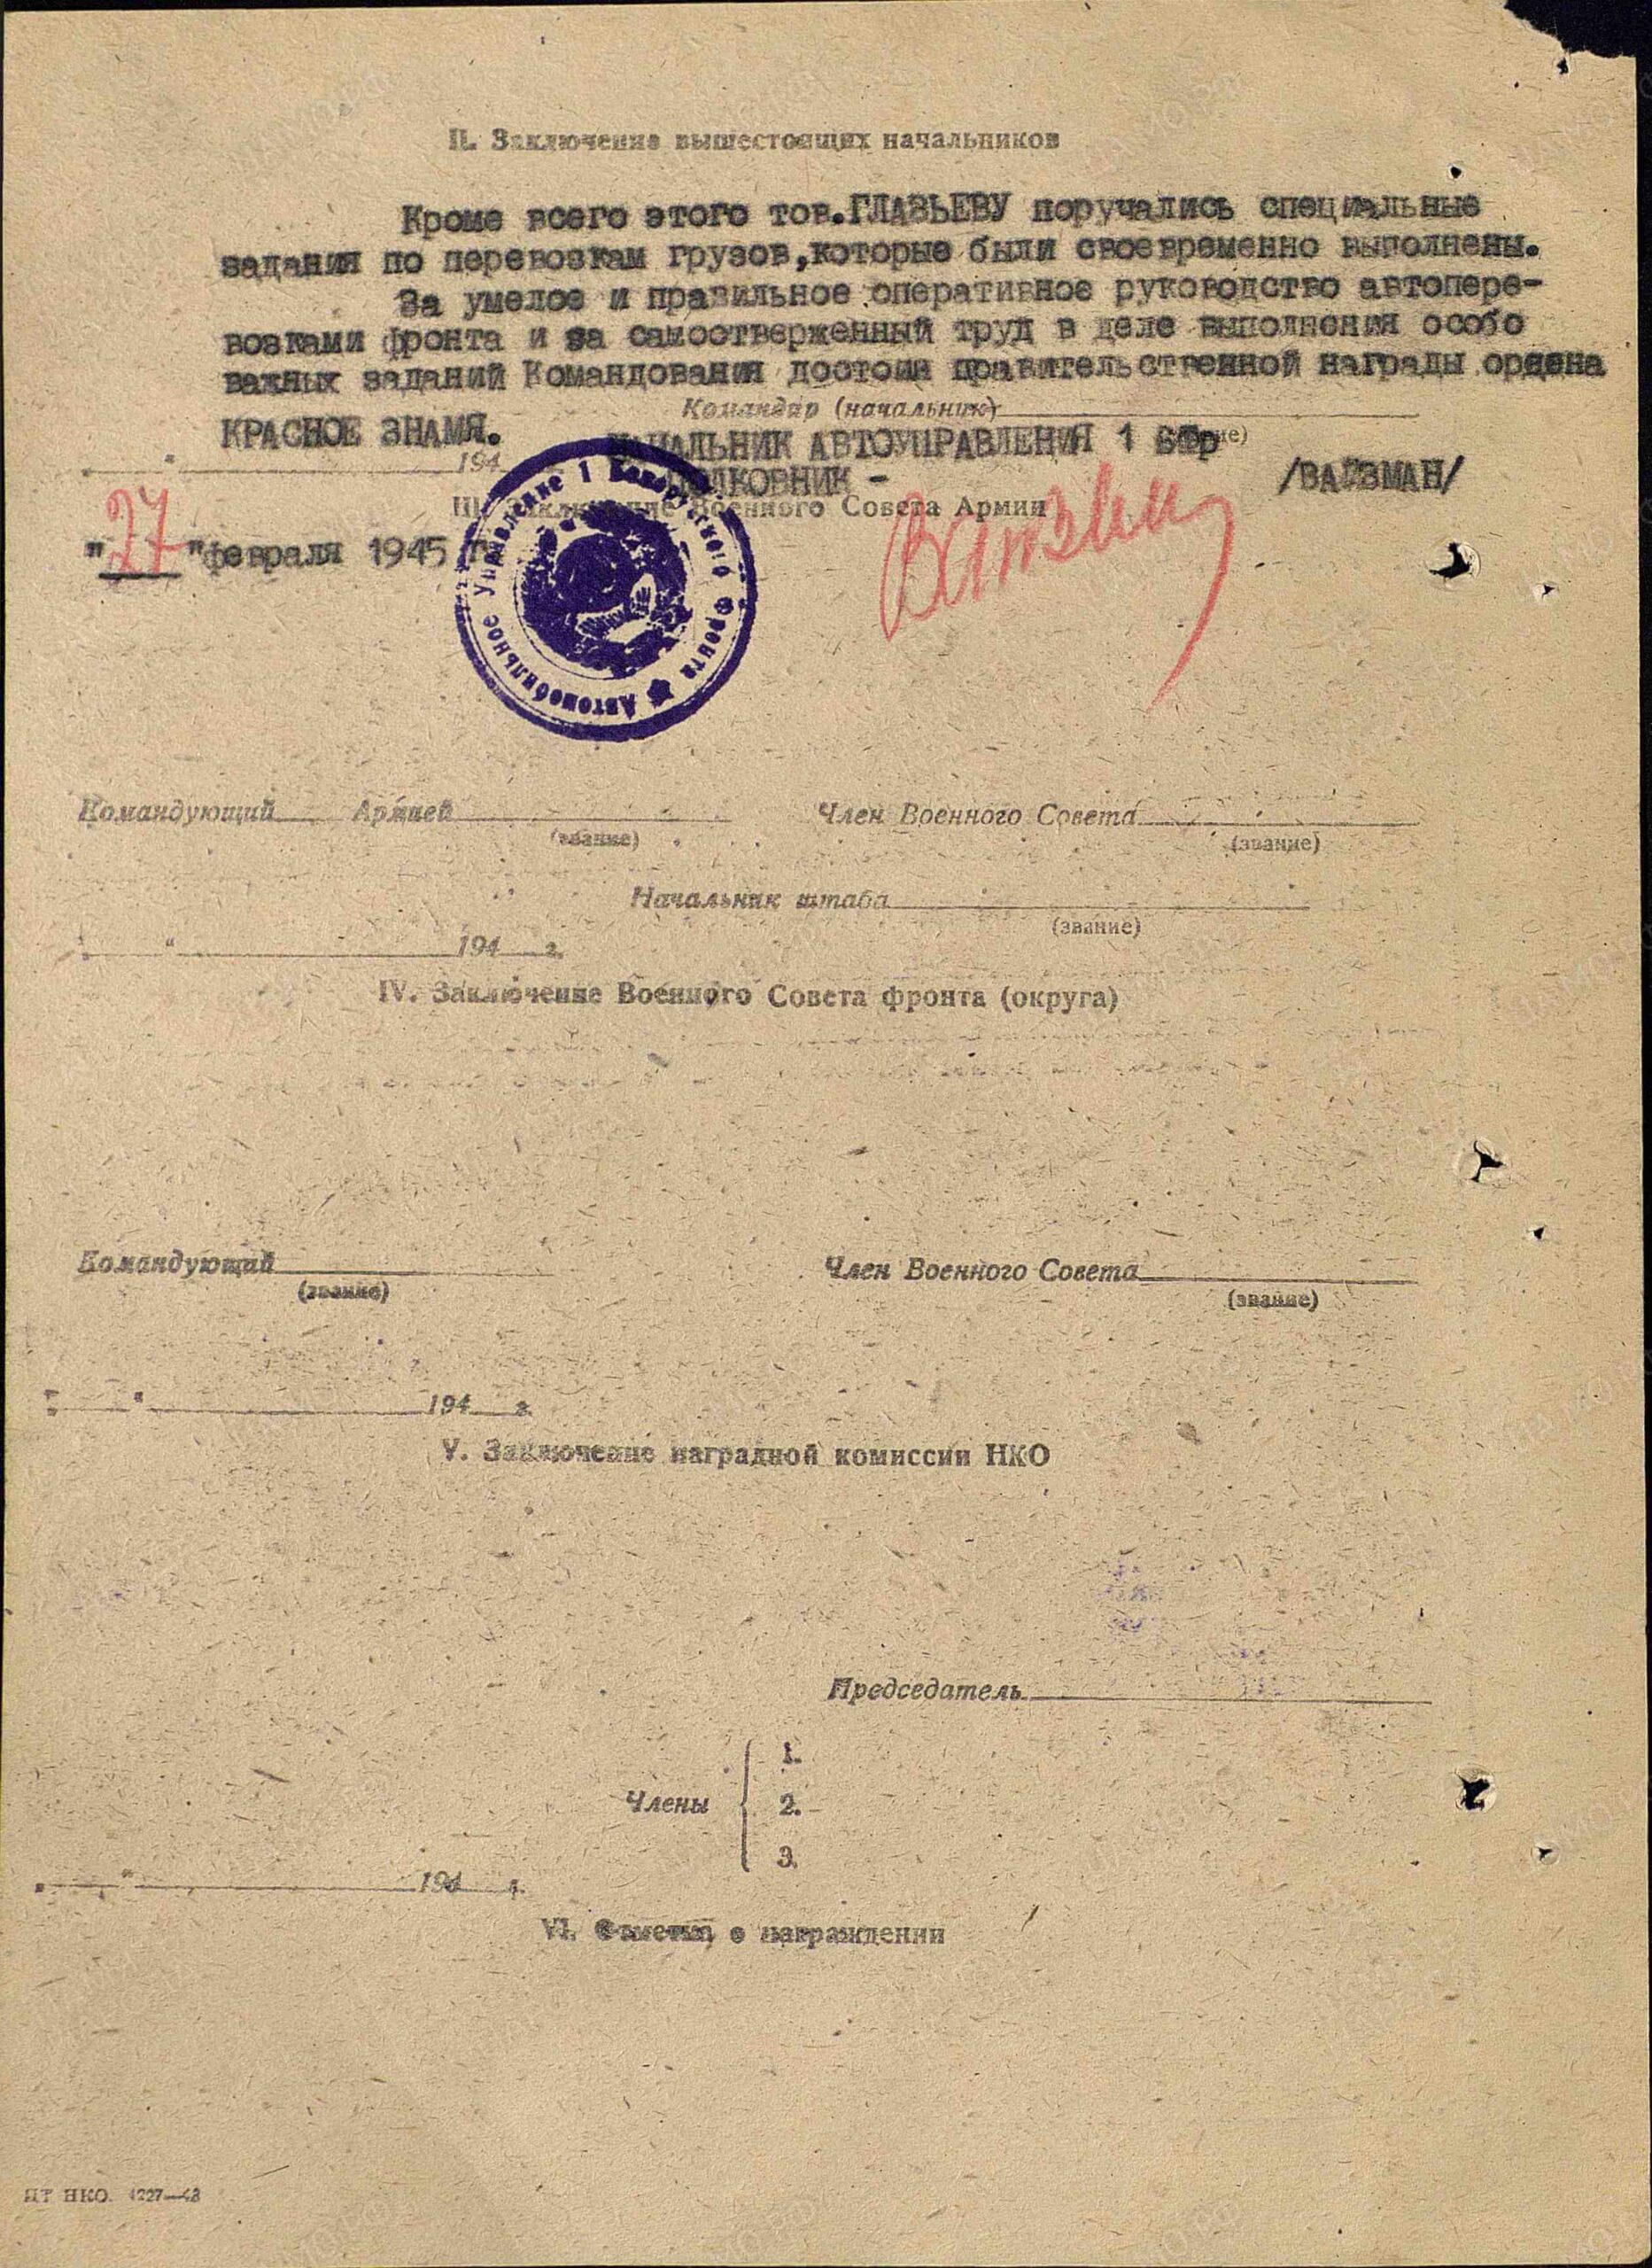 II. Заключение вышестоящих начальников
Кроме всего этого тов.ГЛАЗЬЕВУ поручались специальные
задания по перевозкам грузов,которые были своевременно выполнены.
За умелое и правильное оперативное руководство автопере-
возками фронта и за самоотверженный труд в деле выполнения особо
важных заданий Командования достоин правительственной награды ордена
Командир (начальник)
КРАСНОЕ ЗНАМЯ.
НАЧАЛЬНИК АВТОУПРАВЛЕНИЯ 1
" " 194
ПОЛКОВНИК -
/ВАЙЗМАН/
III. Заключение Военного Совета Армии
"27"февраля 1945 г.
Автомобильное Управление 1 Белорусского Фронта
Командующий Армией
Член Военного Совета
(звание)
(звание)
Начальник штаба
(звание)
" " 194 г.
IV. Заключение Военного Совета фронта (округа)
Командующий
Член Военного Совета
(звание)
(звание)
" " 194 г.
V. Заключение наградной комиссии НКО
Председатель
Члены
1.
2.
3.
" " 194 г.
VI. Отметка о награждении
НКО